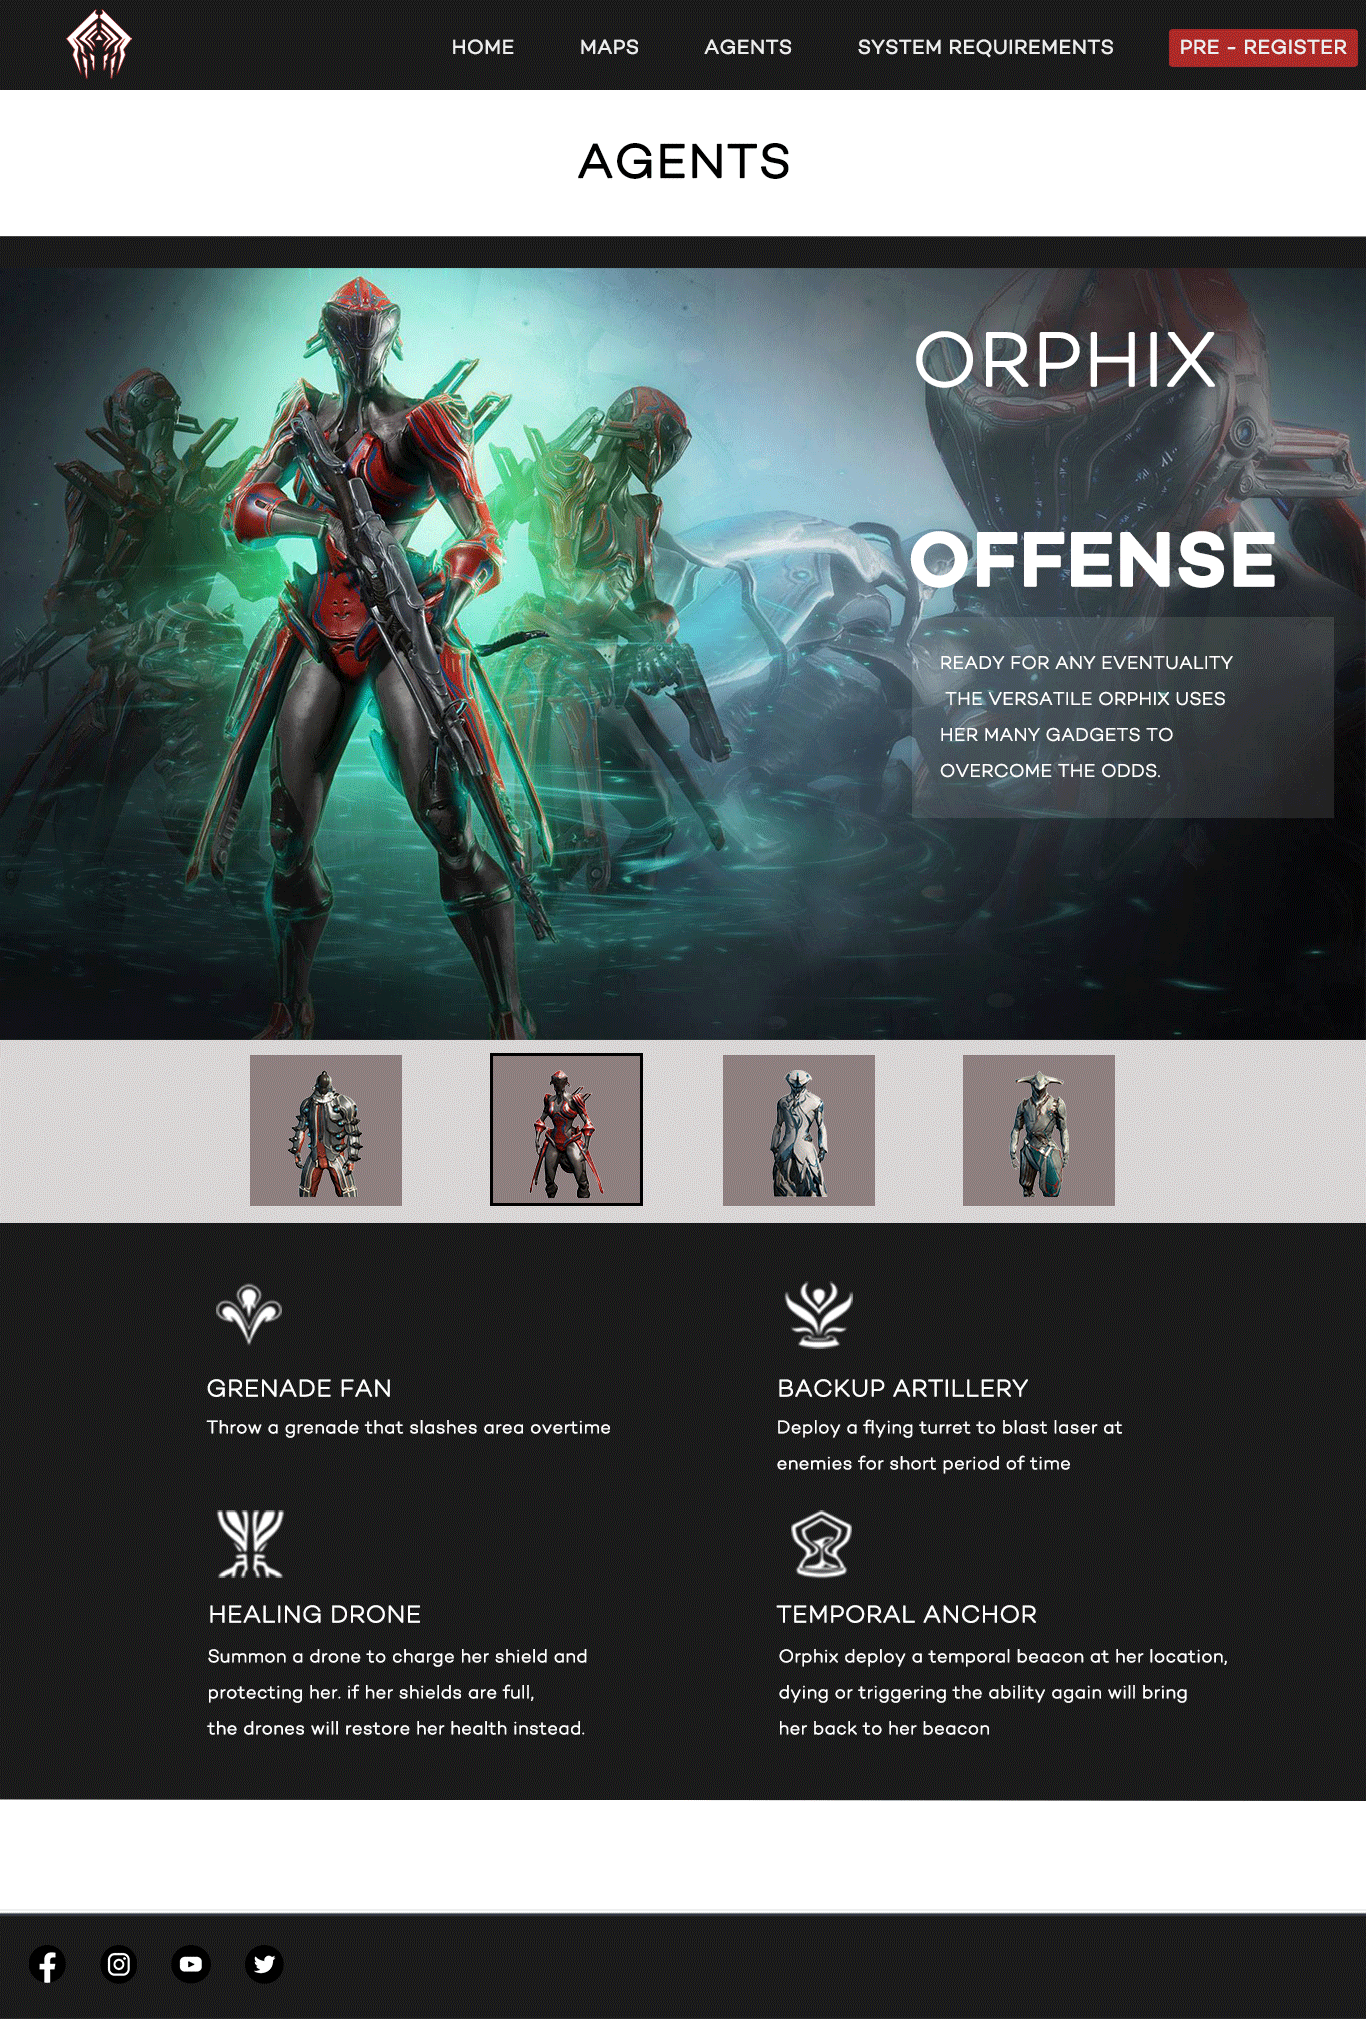 HOME MAPS AGENTS SYSTEM REQUIREMENTS PRE - REGISTER
AGENTS
ORPHIX
OFFENSE
READY FOR ANY EVENTUALITY
THE VERSATILE ORPHIX USES
HER MANY GADGETS TO
OVERCOME THE ODDS.
GRENADE FAN
Throw a grenade that slashes area overtime
BACKUP ARTILLERY
Deploy a flying turret to blast laser at
enemies for short period of time
HEALING DRONE
Summon a drone to charge her shield and
protecting her. if her shields are full,
the drones will restore her health instead.
TEMPORAL ANCHOR
Orphix deploy a temporal beacon at her location,
dying or triggering the ability again will bring
her back to her beacon